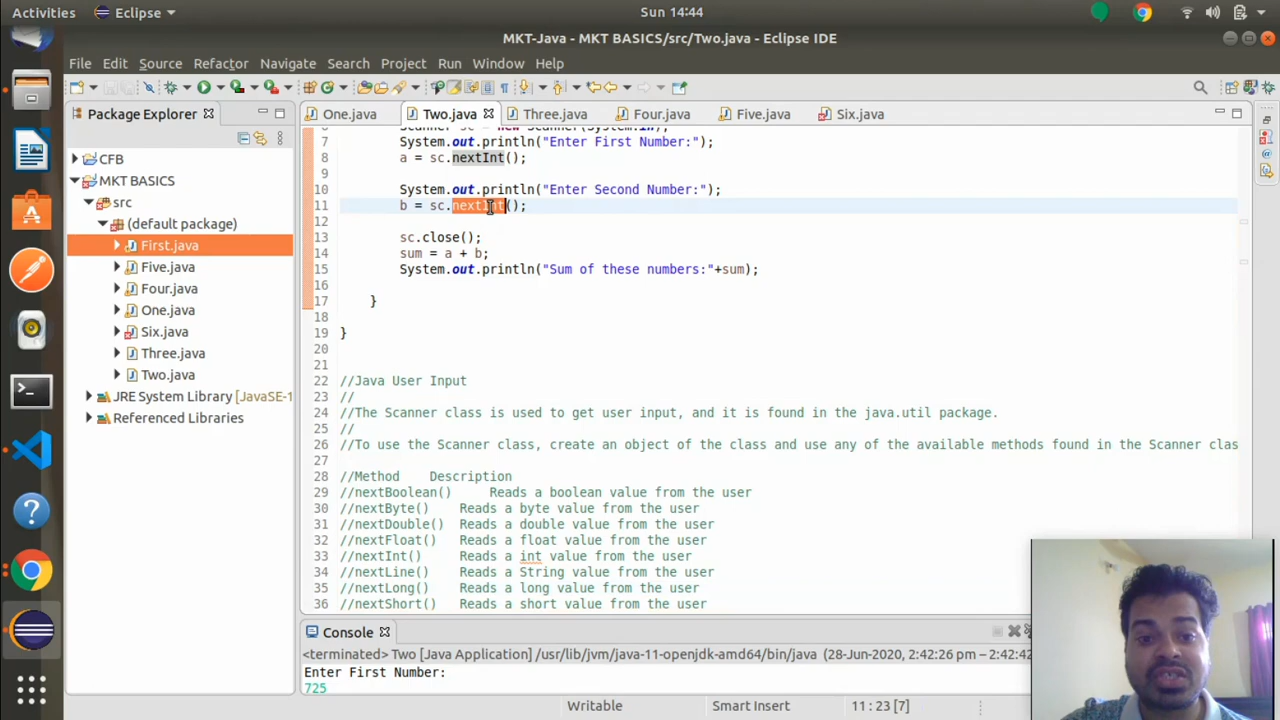 Activities
Eclipse
Sun 14:44
MKT-Java - MKT BASICS/src/Two.java - Eclipse IDE
File Edit Source Refactor Navigate Search Project Run Window Help
Package Explorer
One.java
Two.java
Three.java
Four.java
Five.java
Six.java
CFB
MKT BASICS
src
(default package)
First.java
Five.java
Four.java
One.java
Six.java
Three.java
Two.java
JRE System Library [JavaSE-1
Referenced Libraries
6 Scanner sc = new Scanner(System.in);
7 System.out.println("Enter First Number:");
8 a = sc.nextInt();
9
10 System.out.println("Enter Second Number:");
11 b = sc.nextInt();
12
13 sc.close();
14 sum = a + b;
15 System.out.println("Sum of these numbers:"+sum);
16
17 }
18
19 }
20
21
22 //Java User Input
23 //
24 //The Scanner class is used to get user input, and it is found in the java.util package.
25 //
26 //To use the Scanner class, create an object of the class and use any of the available methods found in the Scanner clas
27
28 //Method Description
29 //nextBoolean() Reads a boolean value from the user
30 //nextByte() Reads a byte value from the user
31 //nextDouble() Reads a double value from the user
32 //nextFloat() Reads a float value from the user
33 //nextInt() Reads a int value from the user
34 //nextLine() Reads a String value from the user
35 //nextLong() Reads a long value from the user
36 //nextShort() Reads a short value from the user
Console
<terminated> Two [Java Application] /usr/lib/jvm/java-11-openjdk-amd64/bin/java (28-Jun-2020, 2:42:26 pm – 2:42:42
Enter First Number:
725
Writable
Smart Insert
11 : 23 [7]